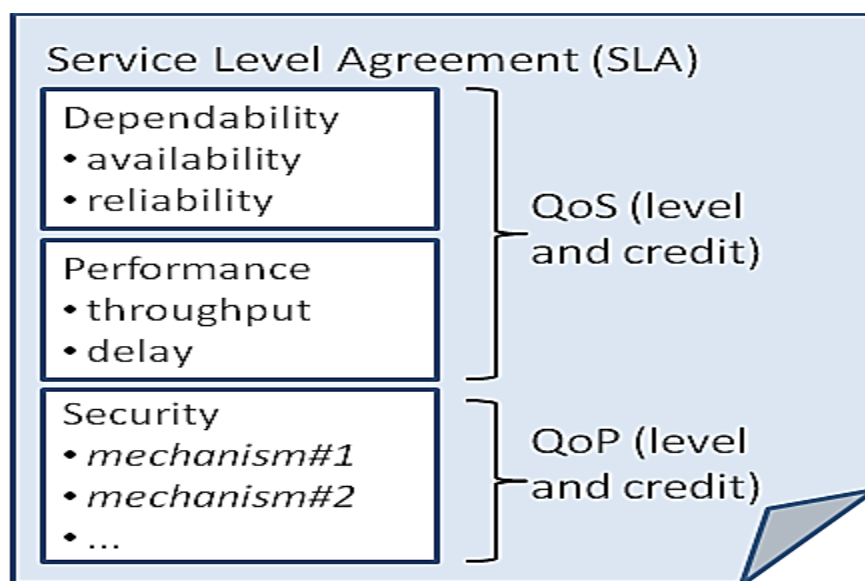 Service Level Agreement (SLA)
Dependability
• availability
• reliability
Performance
• throughput
• delay
Security
• mechanism#1
• mechanism#2
• ...
QoS (level
and credit)
QoP (level
and credit)